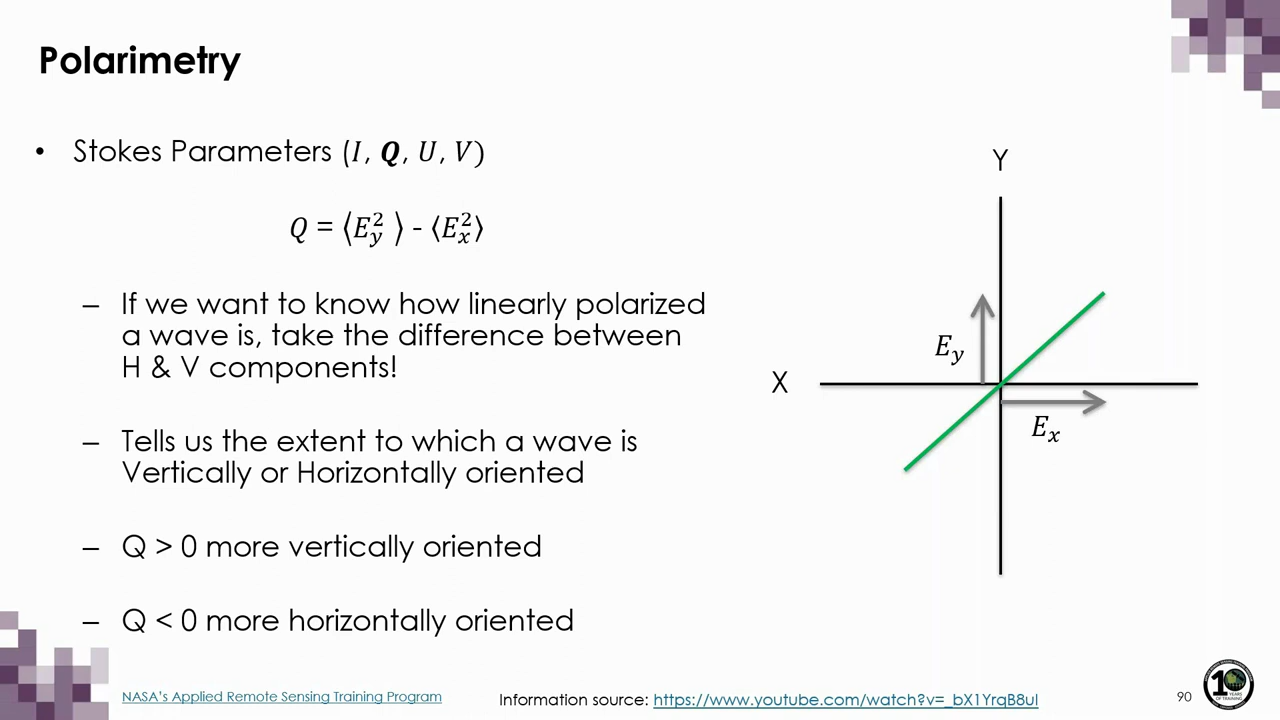 Polarimetry
• Stokes Parameters (𝐼, 𝑸, 𝑈, 𝑉)
𝑄 = ⟨𝐸_y^2⟩ - ⟨𝐸_x^2⟩
– If we want to know how linearly polarized
a wave is, take the difference between
H & V components!
– Tells us the extent to which a wave is
Vertically or Horizontally oriented
– Q > 0 more vertically oriented
– Q < 0 more horizontally oriented
Y
E_y
X
E_x
NASA's Applied Remote Sensing Training Program
Information source: https://www.youtube.com/watch?v=_bX1YrqB8uI
90